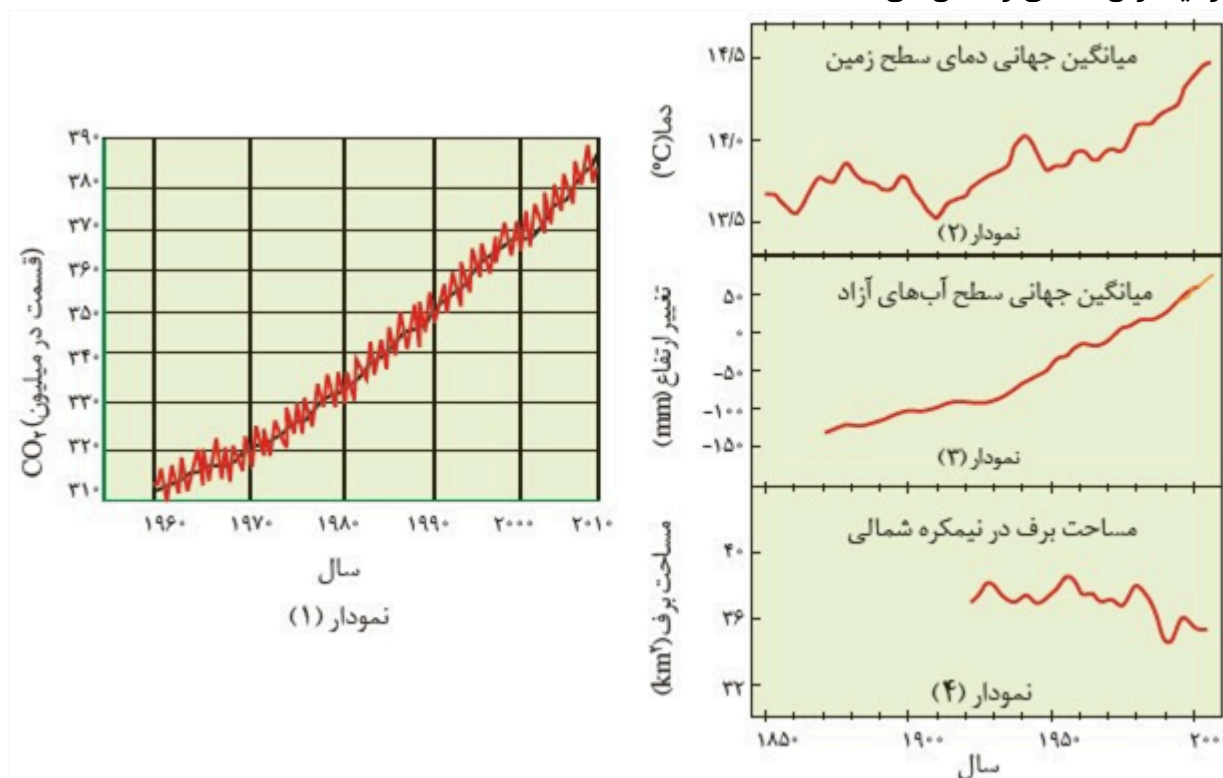 ۳۹۰
۳۸۰
۳۷۰
۳۶۰
۳۵۰
۳۴۰
۳۳۰
۳۲۰
۳۱۰
CO₂ (قسمت در میلیون)
۱۹۶۰ ۱۹۷۰ ۱۹۸۰ ۱۹۹۰ ۲۰۰۰ ۲۰۱۰
سال
نمودار (۱)
میانگین جهانی دمای سطح زمین
۱۴/۵
۱۴/۰
۱۳/۵
دما(°C)
نمودار (۲)
میانگین جهانی سطح آب‌های آزاد
۵۰
۰
-۵۰
-۱۰۰
-۱۵۰
تغییر ارتفاع (mm)
نمودار (۳)
مساحت برف در نیمکره شمالی
۴۰
۳۶
۳۲
مساحت برف (km²)
نمودار (۴)
۱۸۵۰ ۱۹۰۰ ۱۹۵۰ ۲۰۰
سال